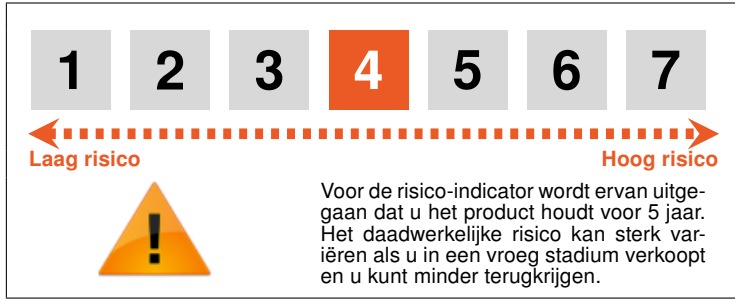 1 2 3 4 5 6 7
Laag risico Hoog risico
!
Voor de risico-indicator wordt ervan uitge-
gaan dat u het product houdt voor 5 jaar.
Het daadwerkelijke risico kan sterk var-
iëren als u in een vroeg stadium verkoopt
en u kunt minder terugkrijgen.